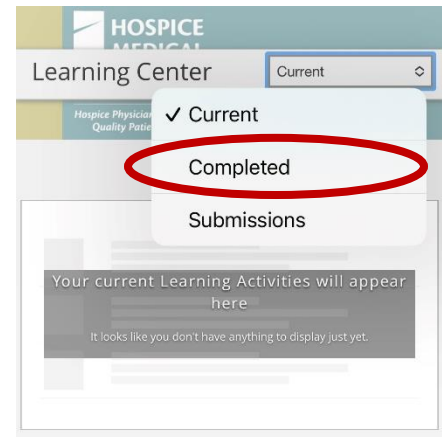 HOSPICE
MEDICAL
Learning Center
Current
Hospice Physician
Quality Patie
✓ Current
Completed
Submissions
Your current Learning Activities will appear
here
It looks like you don't have anything to display just yet.